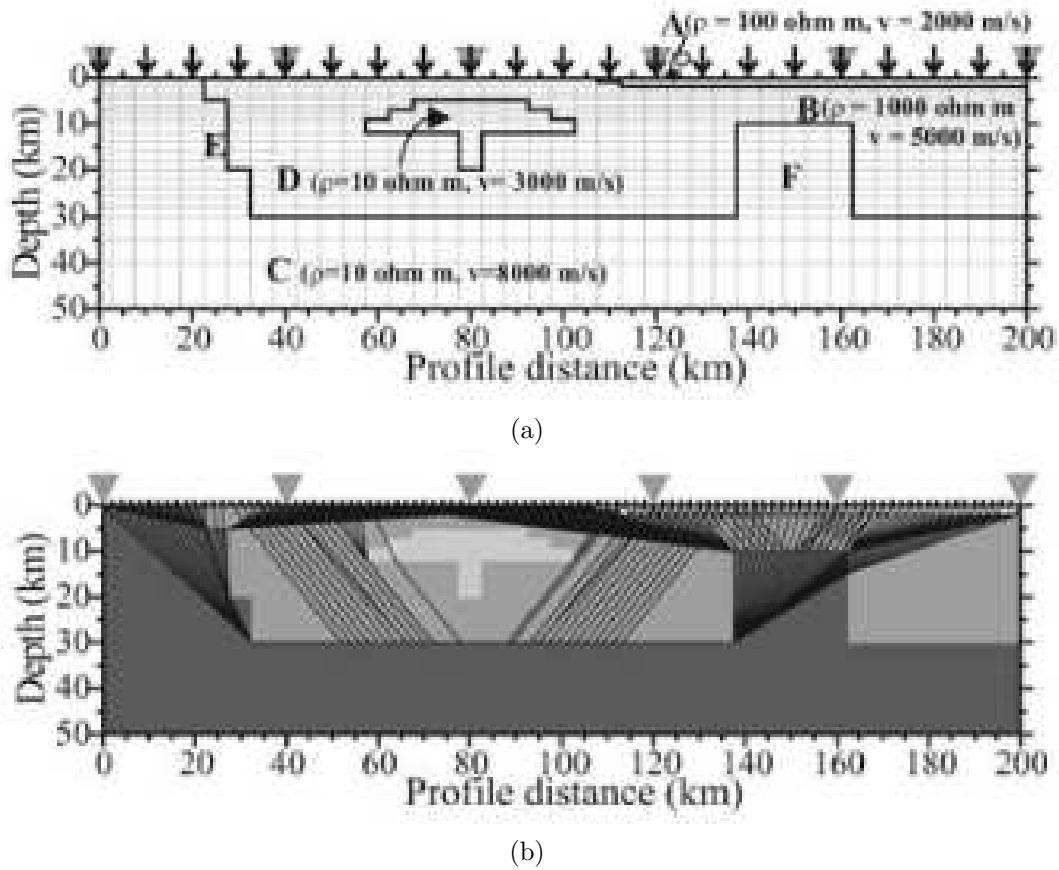 A(ρ = 100 ohm m, v = 2000 m/s)
0
10
20
30
40
50
Depth (km)
B(ρ = 1000 ohm m
v = 5000 m/s)
E
D (ρ=10 ohm m, v= 3000 m/s)
F
C (ρ=10 ohm m, v=8000 m/s)
0 20 40 60 80 100 120 140 160 180 200
Profile distance (km)
(a)
0
10
20
30
40
50
Depth (km)
0 20 40 60 80 100 120 140 160 180 200
Profile distance (km)
(b)